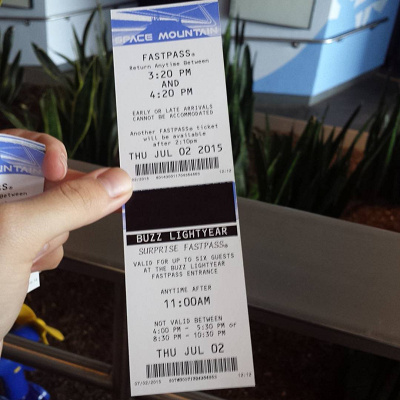 SPACE MOUNTAIN
FASTPASS®
Return Anytime Between
3:20 PM
AND
4:20 PM
EARLY OR LATE ARRIVALS
CANNOT BE ACCOMMODATED
Another FASTPASS® ticket
will be available
after 2:10pm
THU JUL 02 2015
BUZZ LIGHTYEAR
SURPRISE FASTPASS®
VALID FOR UP TO SIX GUESTS
AT THE BUZZ LIGHTYEAR
FASTPASS ENTRANCE
ANYTIME AFTER
11:00AM
NOT VALID BETWEEN
4:00 PM - 5:30 PM or
8:30 PM - 10:30 PM
THU JUL 02
07/02/2015